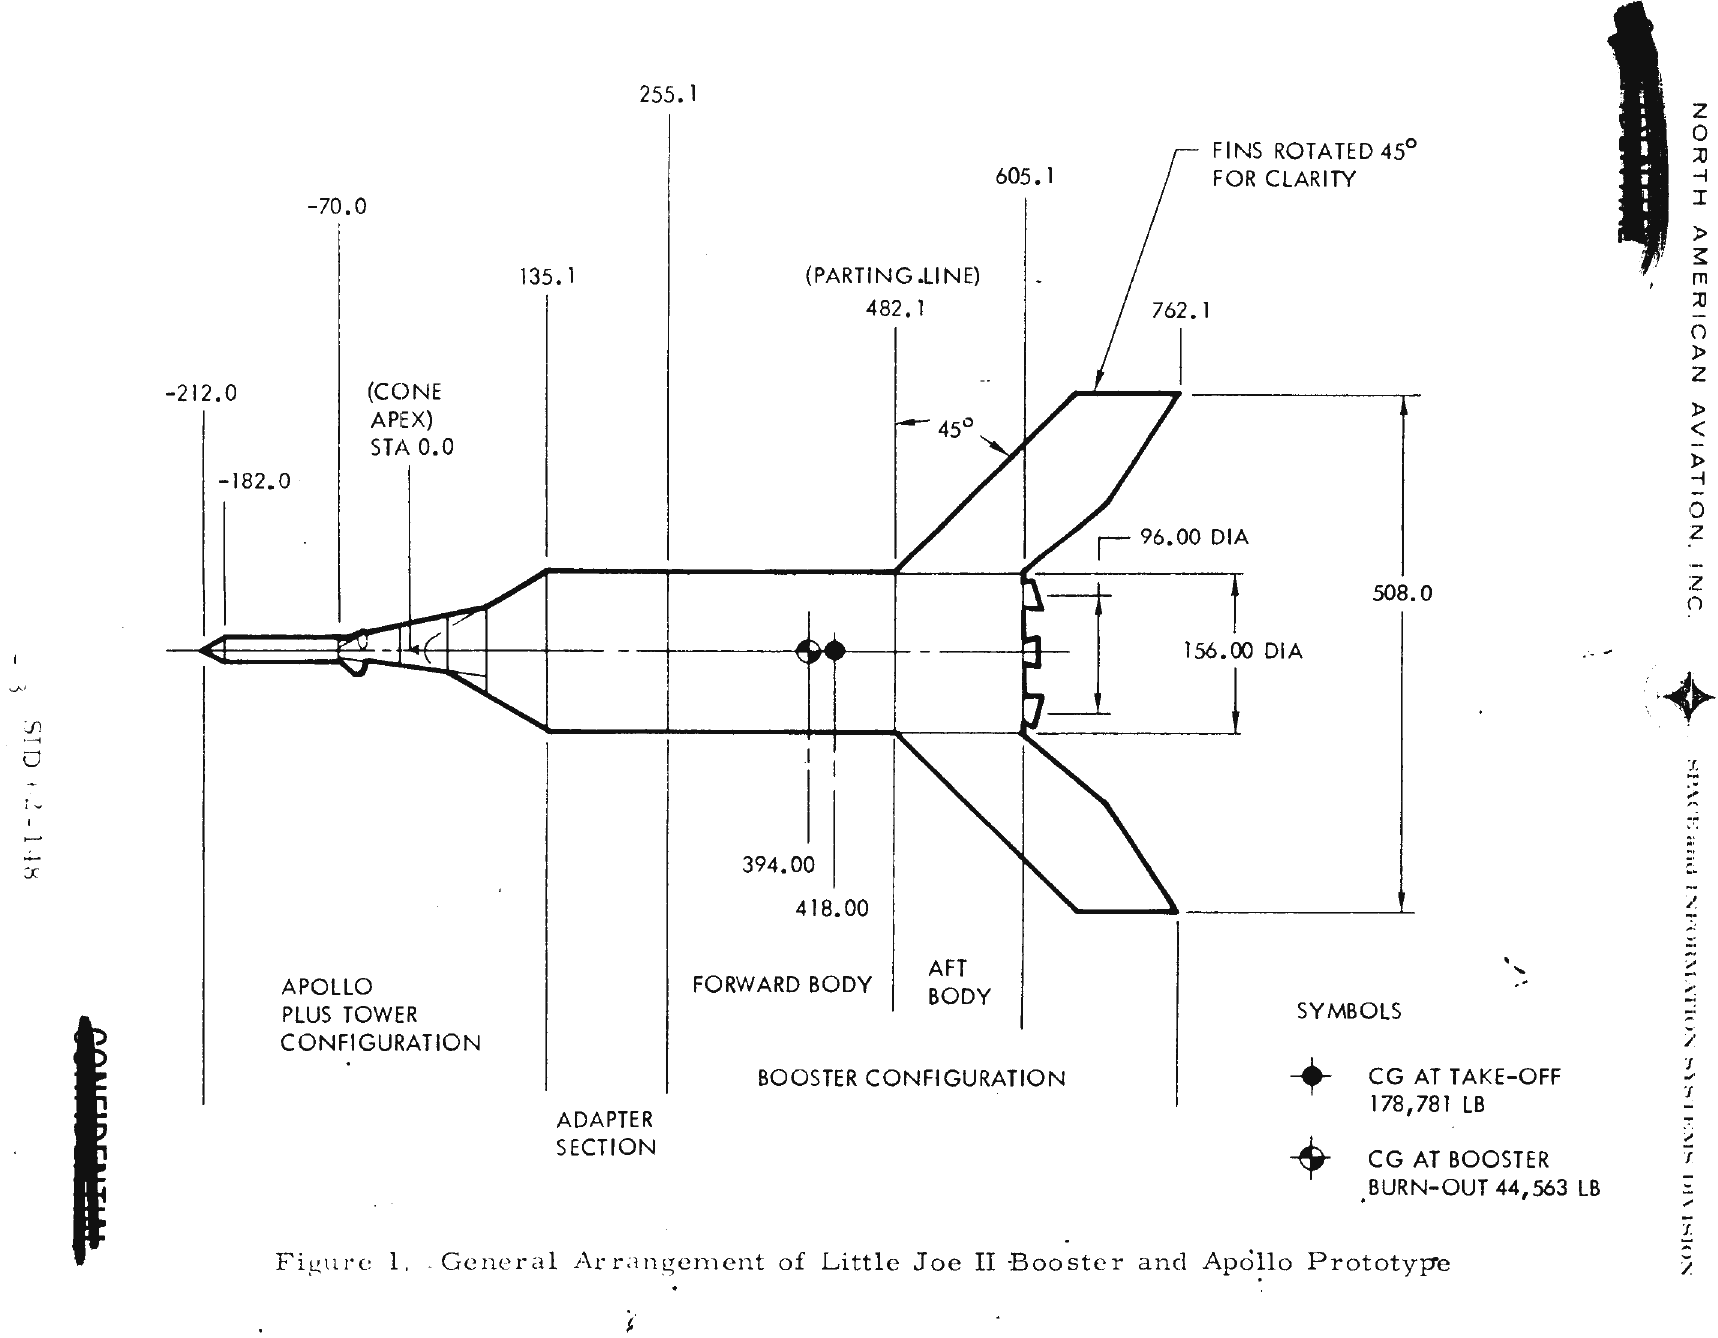 255.1
FINS ROTATED 45°
FOR CLARITY
605.1
-70.0
135.1
(PARTING LINE)
482.1
762.1
-212.0
(CONE
APEX)
STA 0.0
45°
-182.0
96.00 DIA
508.0
156.00 DIA
394.00
418.00
APOLLO
PLUS TOWER
CONFIGURATION
FORWARD BODY
AFT
BODY
BOOSTER CONFIGURATION
ADAPTER
SECTION
SYMBOLS
CG AT TAKE-OFF
178,781 LB
CG AT BOOSTER
BURN-OUT 44,563 LB
Figure 1. General Arrangement of Little Joe II Booster and Apollo Prototype
NORTH AMERICAN AVIATION, INC.
SPACE and INFORMATION SYSTEMS DIVISION
CONFIDENTIAL
- 3